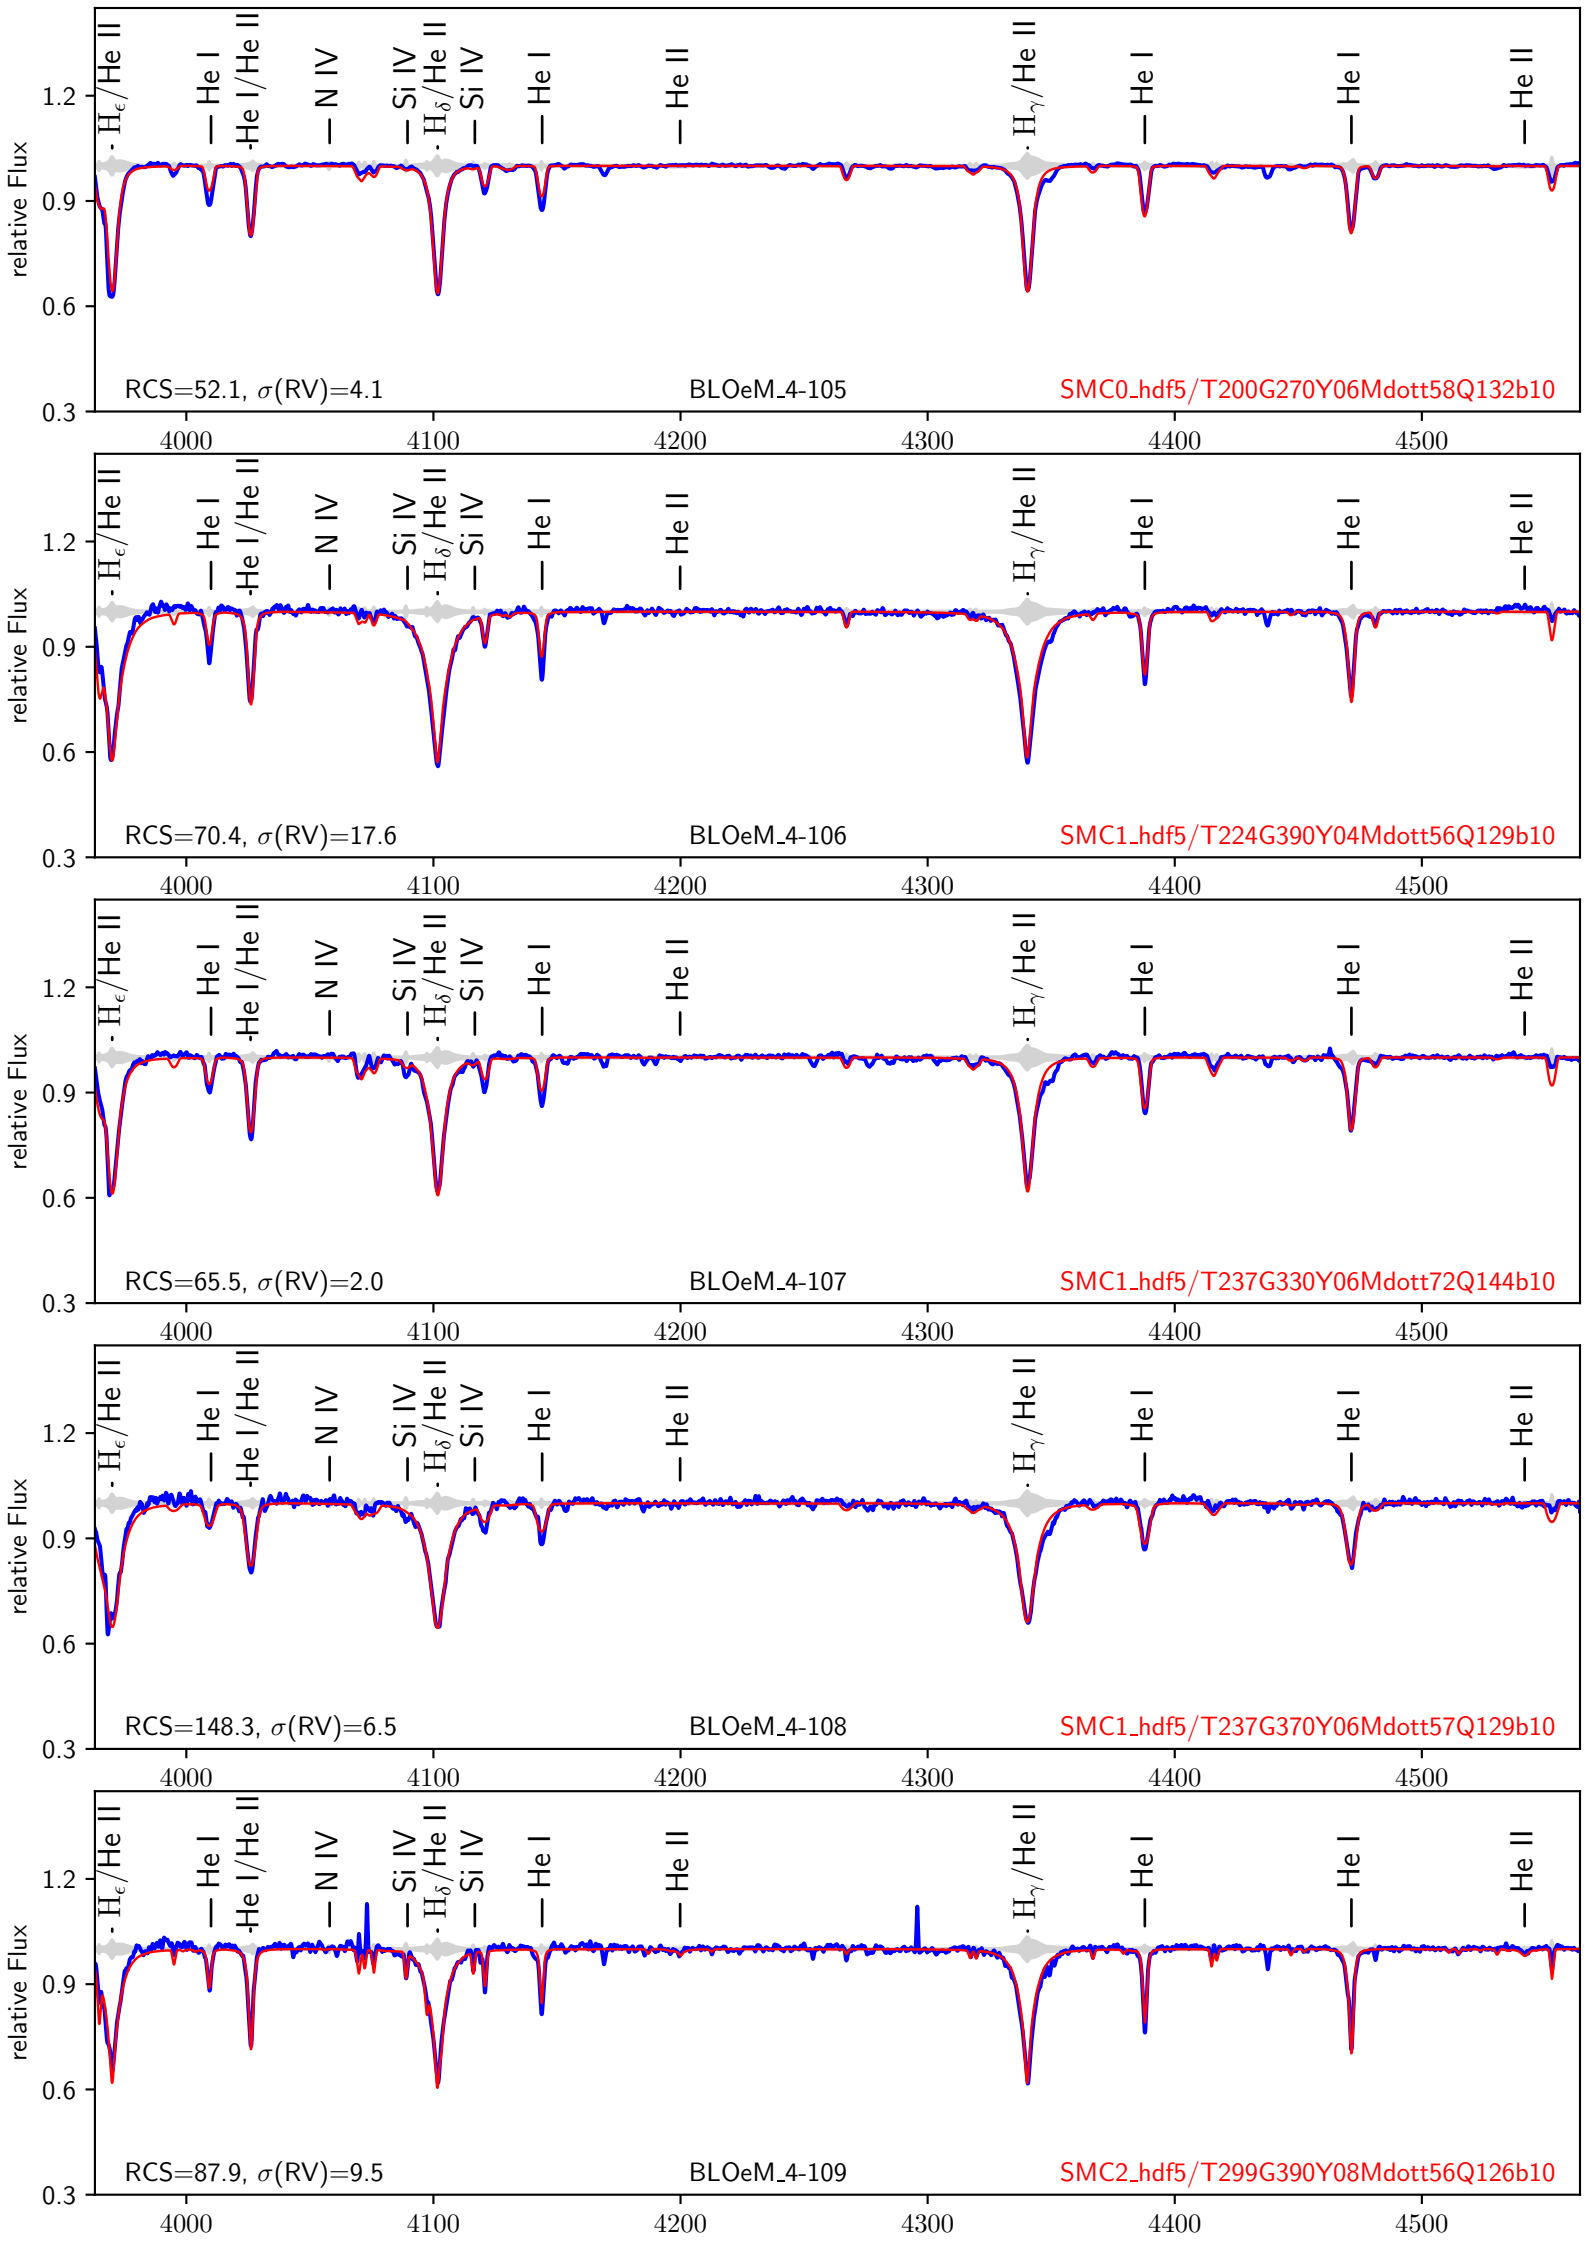 relative Flux
1.2
0.9
0.6
0.3
Hϵ/He II
He I
He I/He II
N IV
Si IV
Hδ/He II
Si IV
He I
He II
Hγ/He II
He I
He I
He II
RCS=52.1, σ(RV)=4.1
BLOeM_4-105
SMC0_hdf5/T200G270Y06Mdott58Q132b10
4000 4100 4200 4300 4400 4500
relative Flux
1.2
0.9
0.6
0.3
Hϵ/He II
He I
He I/He II
N IV
Si IV
Hδ/He II
Si IV
He I
He II
Hγ/He II
He I
He I
He II
RCS=70.4, σ(RV)=17.6
BLOeM_4-106
SMC1_hdf5/T224G390Y04Mdott56Q129b10
4000 4100 4200 4300 4400 4500
relative Flux
1.2
0.9
0.6
0.3
Hϵ/He II
He I
He I/He II
N IV
Si IV
Hδ/He II
Si IV
He I
He II
Hγ/He II
He I
He I
He II
RCS=65.5, σ(RV)=2.0
BLOeM_4-107
SMC1_hdf5/T237G330Y06Mdott72Q144b10
4000 4100 4200 4300 4400 4500
relative Flux
1.2
0.9
0.6
0.3
Hϵ/He II
He I
He I/He II
N IV
Si IV
Hδ/He II
Si IV
He I
He II
Hγ/He II
He I
He I
He II
RCS=148.3, σ(RV)=6.5
BLOeM_4-108
SMC1_hdf5/T237G370Y06Mdott57Q129b10
4000 4100 4200 4300 4400 4500
relative Flux
1.2
0.9
0.6
0.3
Hϵ/He II
He I
He I/He II
N IV
Si IV
Hδ/He II
Si IV
He I
He II
Hγ/He II
He I
He I
He II
RCS=87.9, σ(RV)=9.5
BLOeM_4-109
SMC2_hdf5/T299G390Y08Mdott56Q126b10
4000 4100 4200 4300 4400 4500